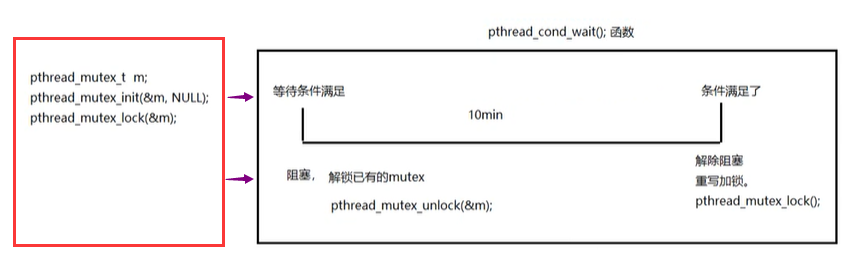 pthread_cond_wait(); 函数
pthread_mutex_t  m;
pthread_mutex_init(&m, NULL);
pthread_mutex_lock(&m);
等待条件满足
条件满足了
10min
阻塞， 解锁已有的mutex
pthread_mutex_unlock(&m);
解除阻塞
重写加锁。
pthread_mutex_lock();